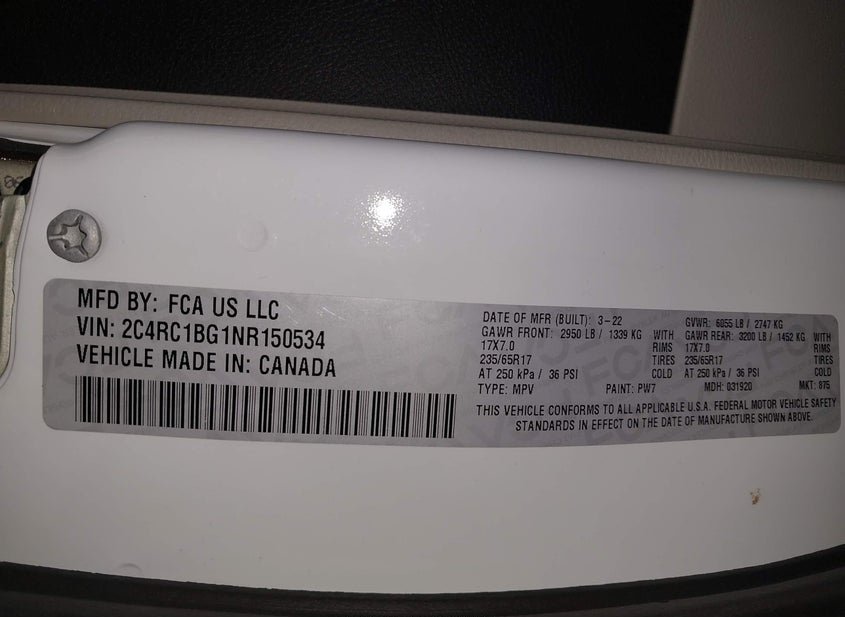 MFD BY: FCA US LLC
VIN: 2C4RC1BG1NR150534
VEHICLE MADE IN: CANADA
DATE OF MFR (BUILT): 3-22 GVWR: 6055 LB / 2747 KG
GAWR FRONT: 2950 LB / 1339 KG WITH GAWR REAR: 3200 LB / 1452 KG WITH
17X7.0 RIMS 17X7.0 RIMS
235/65R17 TIRES 235/65R17 TIRES
AT 250 kPa / 36 PSI COLD AT 250 kPa / 36 PSI COLD
TYPE: MPV PAINT: PW7 MDH: 031920 MKT: 875
THIS VEHICLE CONFORMS TO ALL APPLICABLE U.S.A. FEDERAL MOTOR VEHICLE SAFETY
STANDARDS IN EFFECT ON THE DATE OF MANUFACTURE SHOWN ABOVE.